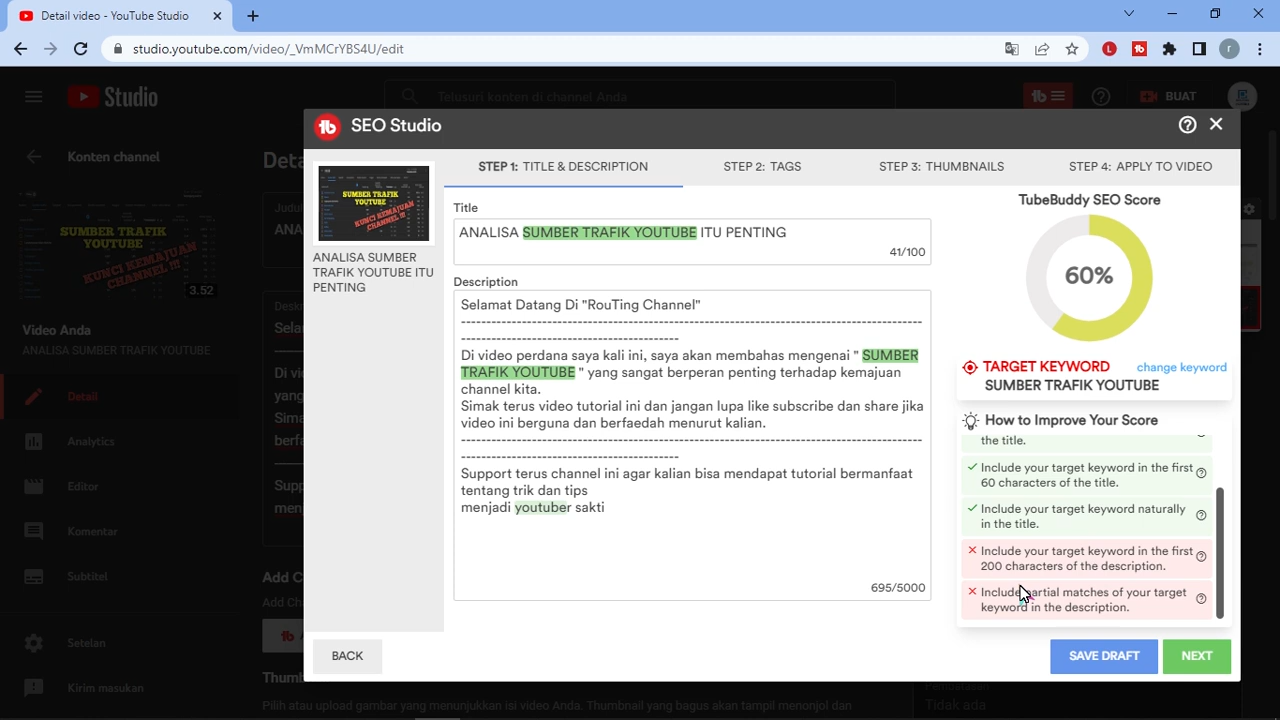 Detail video - YouTube Studio
studio.youtube.com/video/_VmMCrYBS4U/edit
Studio
Telusuri konten di channel Anda
BUAT
SEO Studio
Konten channel
STEP 1: TITLE & DESCRIPTION
STEP 2: TAGS
STEP 3: THUMBNAILS
STEP 4: APPLY TO VIDEO
SUMBER TRAFIK
YOUTUBE
KUNCI KEMAJUAN
CHANNEL !!!
3.52
Video Anda
ANALISA SUMBER TRAFIK YOUTUBE
Detail
Analytics
Editor
Komentar
Subtitel
Setelan
Kirim masukan
SUMBER TRAFIK
YOUTUBE
KUNCI KEMAJUAN
CHANNEL !!!
ANALISA SUMBER
TRAFIK YOUTUBE ITU
PENTING
Title
ANALISA SUMBER TRAFIK YOUTUBE ITU PENTING
41/100
Description
Selamat Datang Di "RouTing Channel"
--------------------------------------------------------------------------------------
----------------------------------------
Di video perdana saya kali ini, saya akan membahas mengenai " SUMBER
TRAFIK YOUTUBE " yang sangat berperan penting terhadap kemajuan
channel kita.
Simak terus video tutorial ini dan jangan lupa like subscribe dan share jika
video ini berguna dan berfaedah menurut kalian.
--------------------------------------------------------------------------------------
----------------------------------------
Support terus channel ini agar kalian bisa mendapat tutorial bermanfaat
tentang trik dan tips
menjadi youtuber sakti
695/5000
TubeBuddy SEO Score
60%
TARGET KEYWORD
change keyword
SUMBER TRAFIK YOUTUBE
How to Improve Your Score
the title.
Include your target keyword in the first
60 characters of the title.
Include your target keyword naturally
in the title.
Include your target keyword in the first
200 characters of the description.
Include partial matches of your target
keyword in the description.
BACK
SAVE DRAFT
NEXT
Pilih atau upload gambar yang menunjukkan isi video Anda. Thumbnail yang bagus akan tampil menonjol dan
Tidak ada